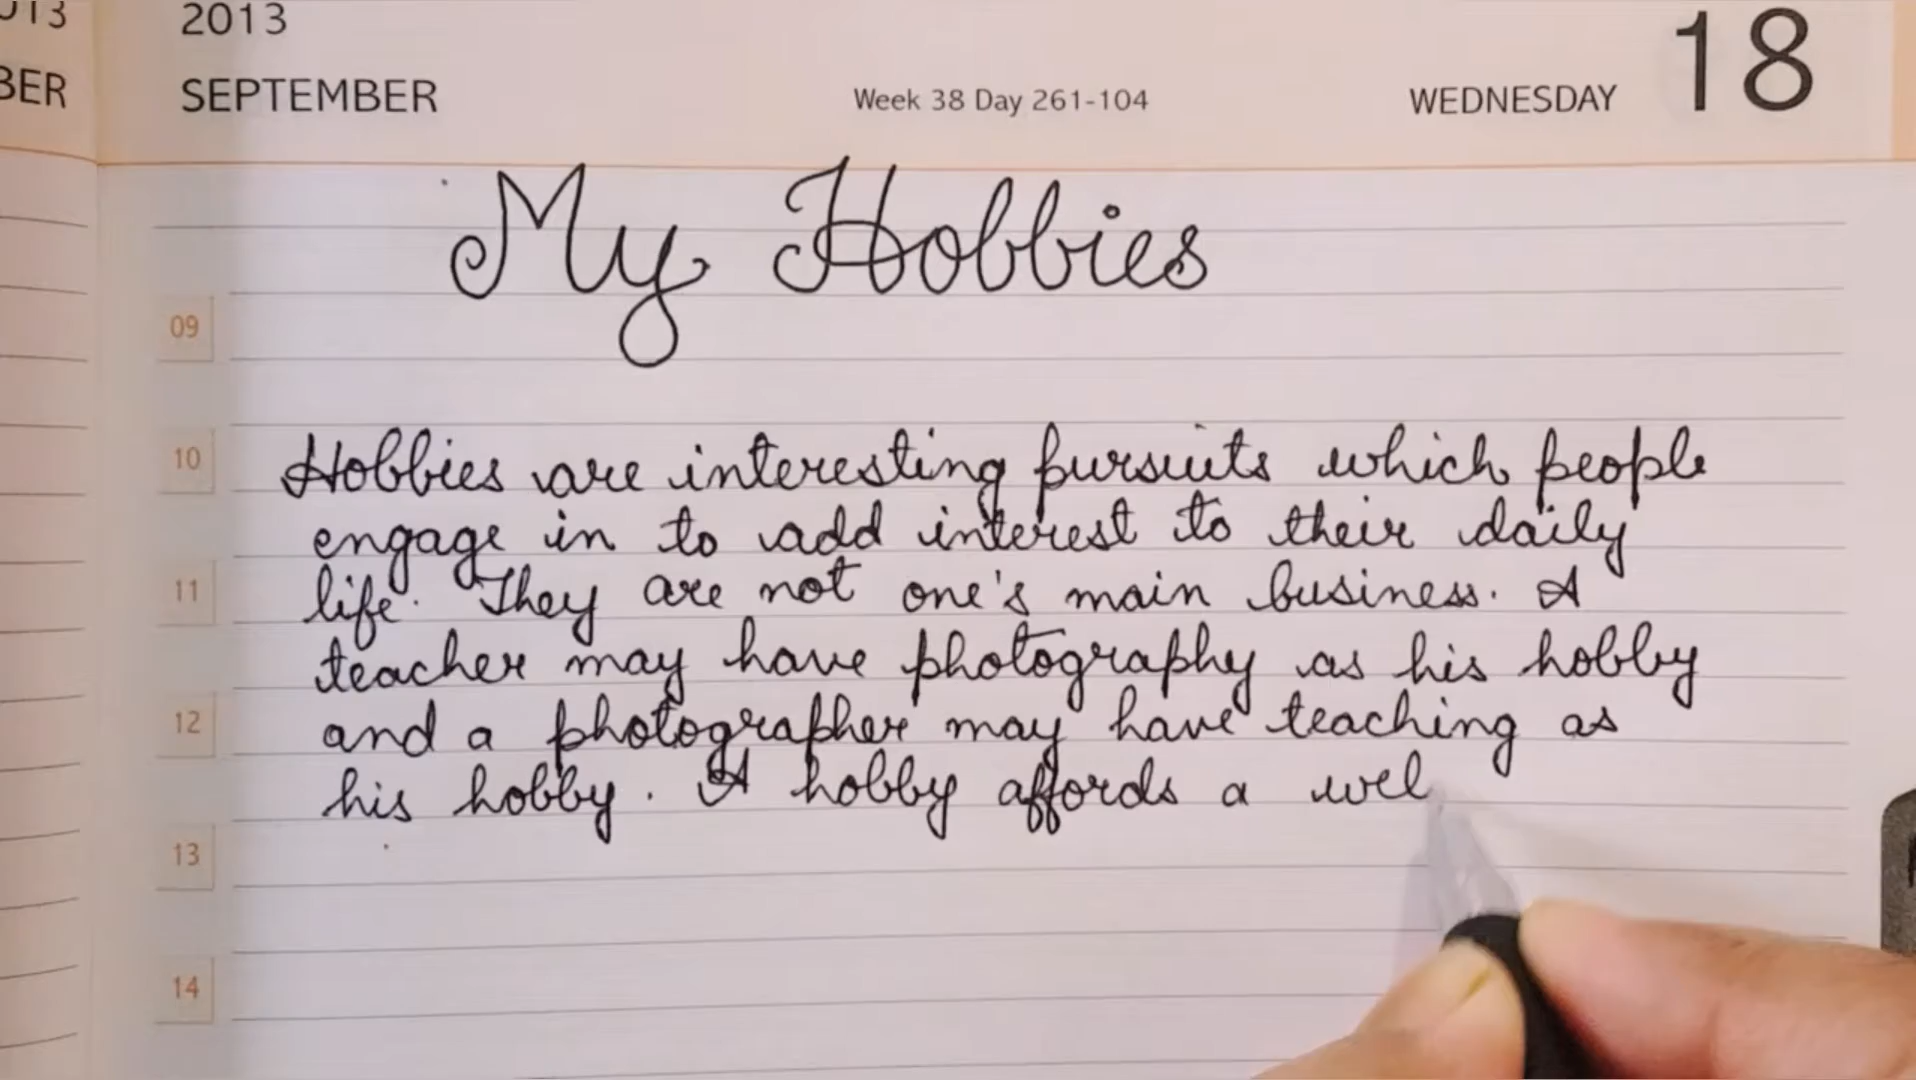 013
2013
BER
SEPTEMBER
Week 38 Day 261-104
WEDNESDAY
18
My Hobbies
09
10
Hobbies are interesting pursuits which people
engage in to add interest to their daily
11
life. They are not one's main business. A
teacher may have photography as his hobby
12
and a photographer may have teaching as
his hobby. A hobby affords a wel
13
14